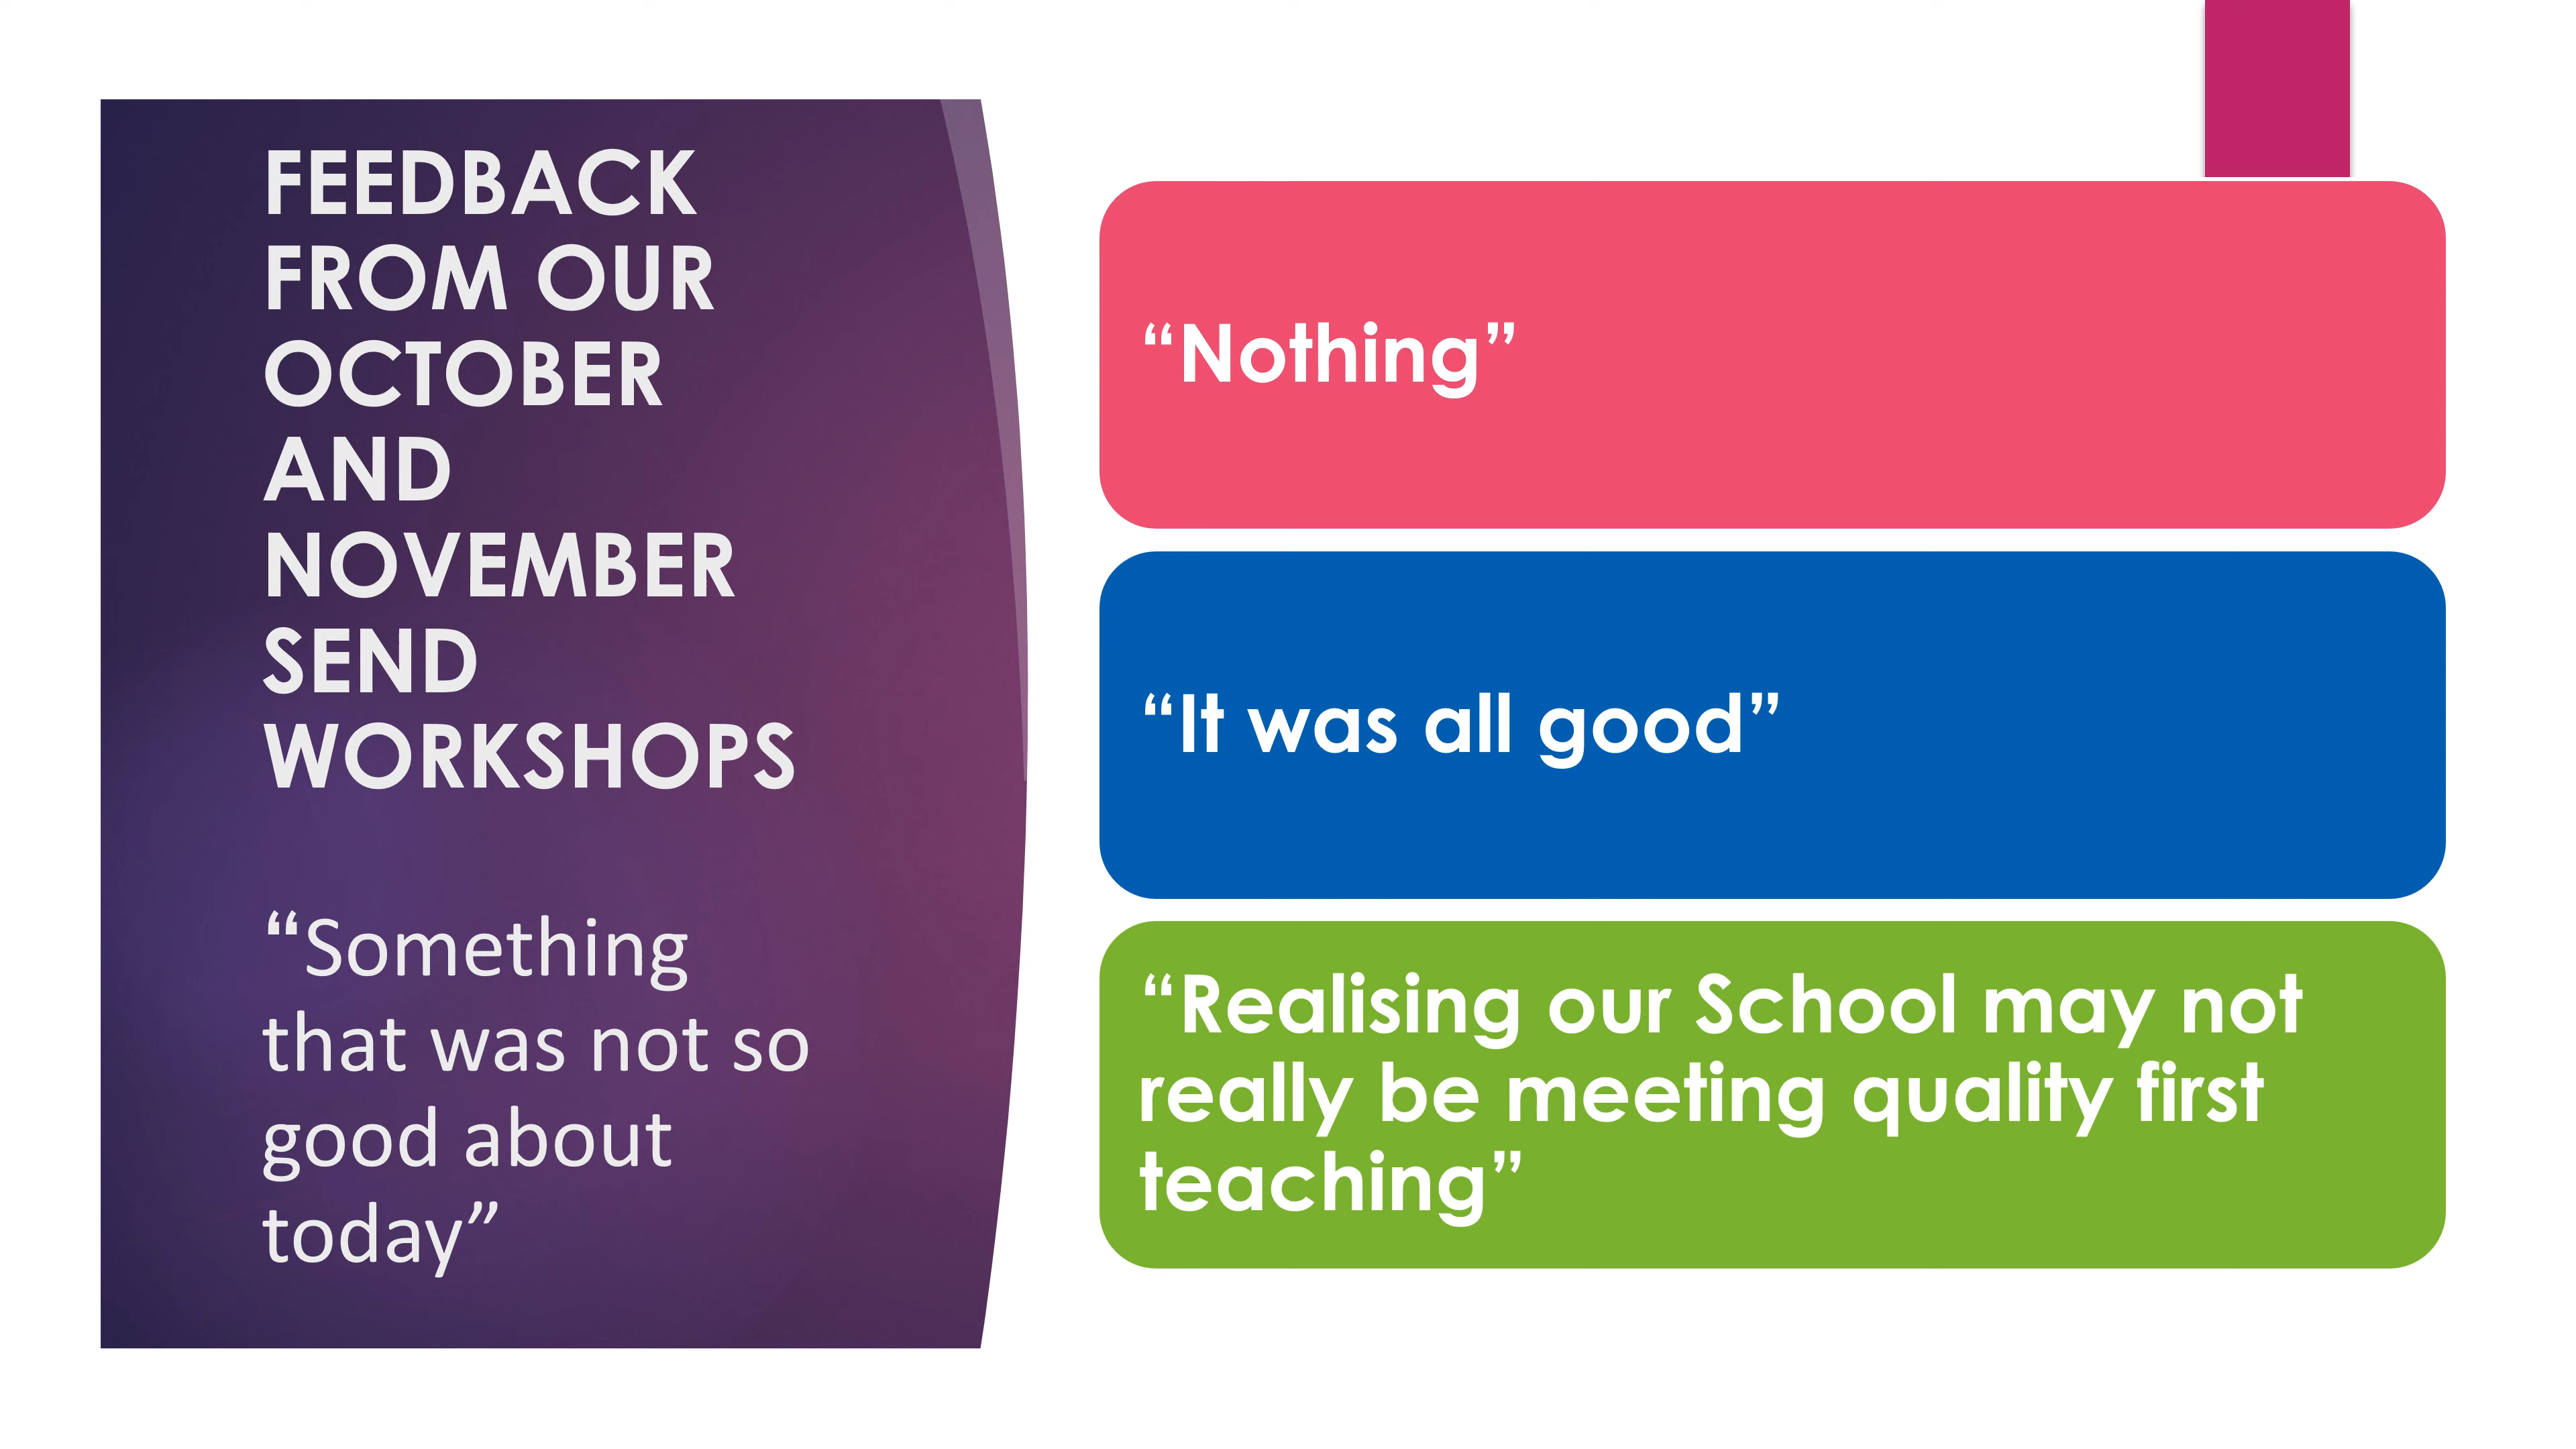 FEEDBACK
FROM OUR
OCTOBER
AND
NOVEMBER
SEND
WORKSHOPS
“Something
that was not so
good about
today”
“Nothing”
“It was all good”
“Realising our School may not
really be meeting quality first
teaching”